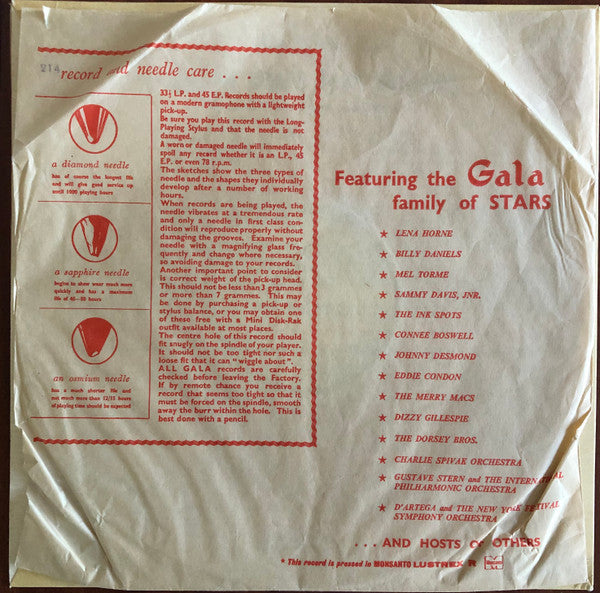 214
record and needle care . . .
a diamond needle
has of course the longest life
and will give good service up
until 1000 playing hours
a sapphire needle
begins to show wear much more
quickly and has a maximum
life of 40—50 hours
an osmium needle
has a much shorter life and
not much more than 12/15 hours
of playing time should be expected
33⅓ L.P. and 45 E.P. Records should be played
on a modern gramophone with a lightweight
pick-up.
Be sure you play this record with the Long-
Playing Stylus and that the needle is not
damaged.
A worn or damaged needle will immediately
spoil any record whether it is an L.P., 45
E.P. or even 78 r.p.m.
The sketches show the three types of
needle and the shapes they individually
develop after a number of working
hours.
When records are being played, the
needle vibrates at a tremendous rate
and only a needle in first class con-
dition will reproduce properly without
damaging the grooves. Examine your
needle with a magnifying glass fre-
quently and change where necessary,
so avoiding damage to your records.
Another important point to consider
is correct weight of the pick-up head.
This should not be less than 3 grammes
or more than 7 grammes. This may
be done by purchasing a pick-up or
stylus balance, or you may obtain one
of these free with a Mini Disk-Rak
outfit available at most places.
The centre hole of this record should
fit snugly on the spindle of your player.
It should not be too tight nor such a
loose fit that it can "wiggle about".
ALL GALA records are carefully
checked before leaving the Factory.
If by remote chance you receive a
record that seems too tight so that it
must be forced on the spindle, smooth
away the burr within the hole. This is
best done with a pencil.
Featuring the Gala
family of STARS
★ LENA HORNE
★ BILLY DANIELS
★ MEL TORME
★ SAMMY DAVIS, JNR.
★ THE INK SPOTS
★ CONNEE BOSWELL
★ JOHNNY DESMOND
★ EDDIE CONDON
★ THE MERRY MACS
★ DIZZY GILLESPIE
★ THE DORSEY BROS.
★ CHARLIE SPIVAK ORCHESTRA
★ GUSTAVE STERN and THE INTERNATIONAL
PHILHARMONIC ORCHESTRA
★ D'ARTEGA and THE NEW YORK FESTIVAL
SYMPHONY ORCHESTRA
. . . AND HOSTS OF OTHERS
* This record is pressed in MONSANTO LUSTREX R